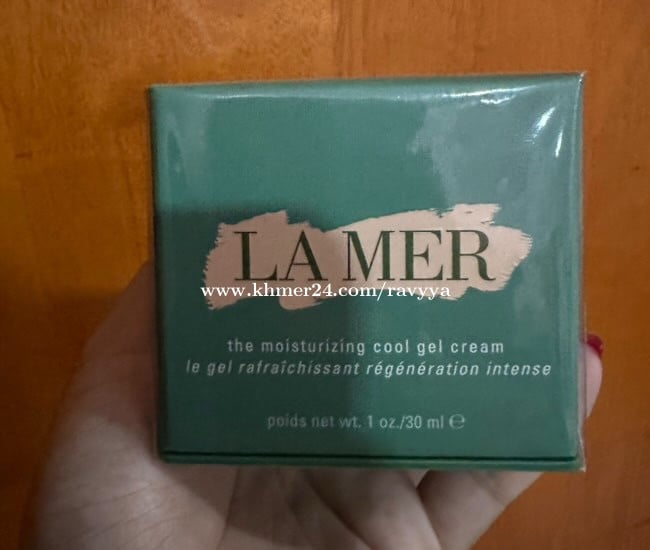 LA MER
www.khmer24.com/ravyya
the moisturizing cool gel cream
le gel rafraîchissant régénération intense
poids net wt. 1 oz./30 ml ℮